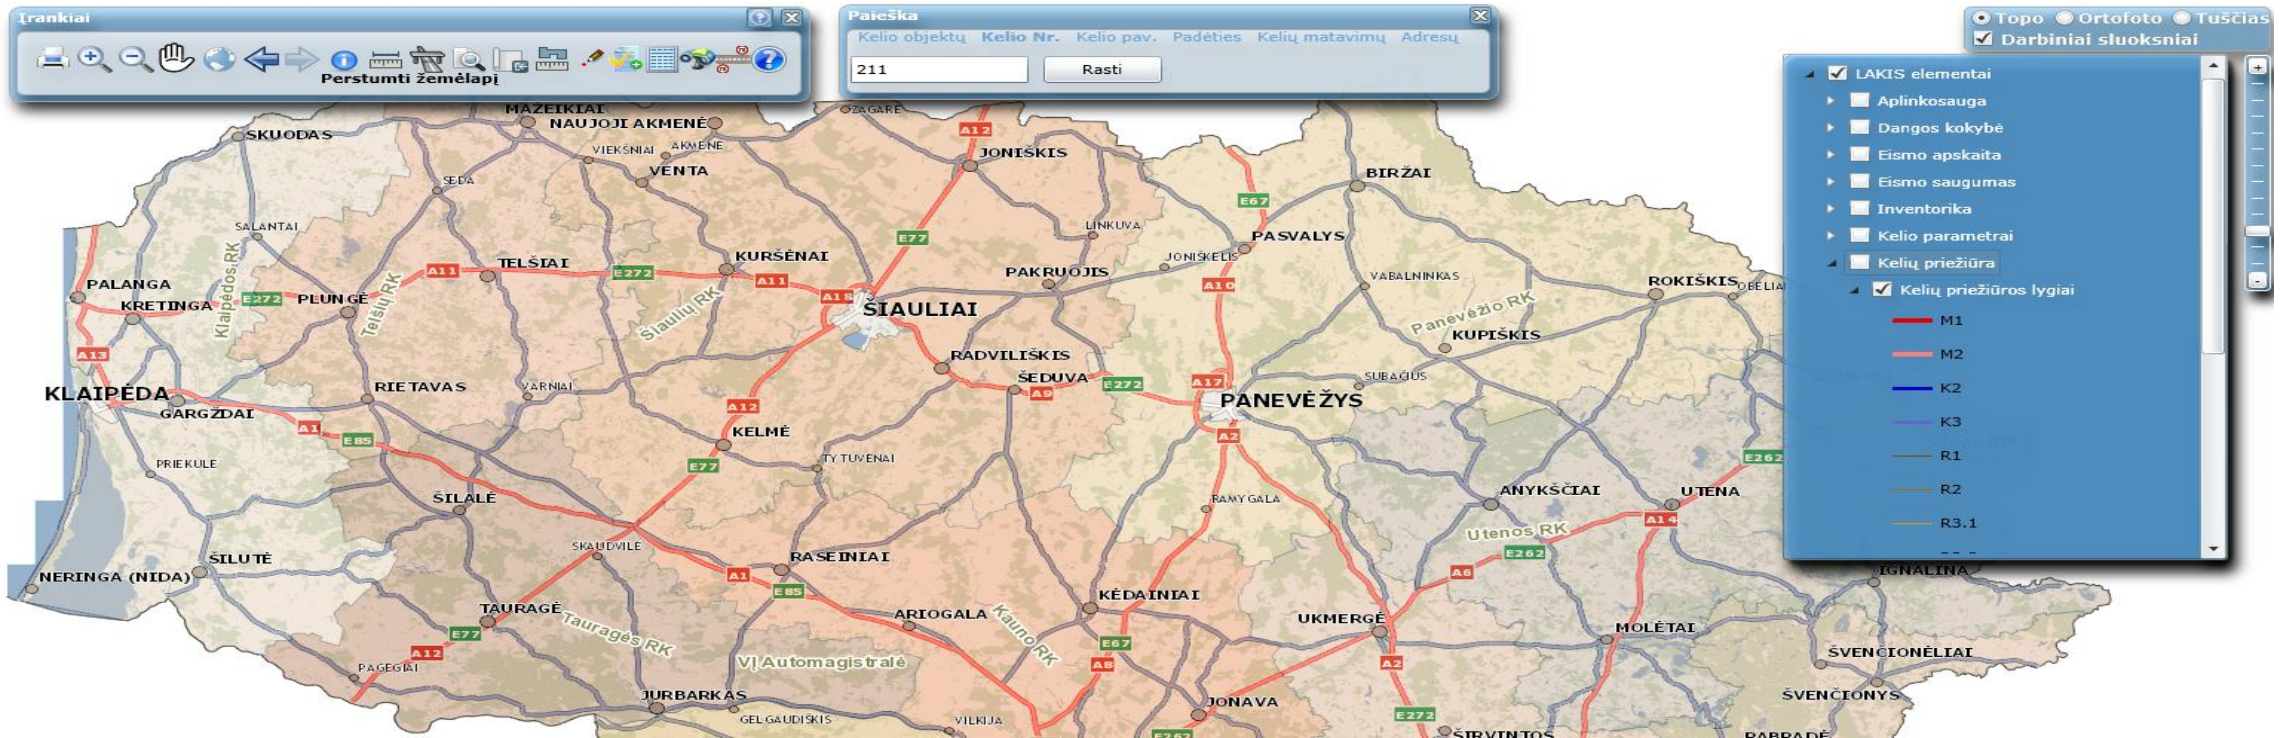 Įrankiai
Perstumti žemėlapį
Paieška
Kelio objektų Kelio Nr. Kelio pav. Padėties Kelių matavimų Adresų
211 Rasti
Topo Ortofoto Tuščias
Darbiniai sluoksniai
LAKIS elementai
Aplinkosauga
Dangos kokybė
Eismo apskaita
Eismo saugumas
Inventorika
Kelio parametrai
Kelių priežiūra
Kelių priežiūros lygiai
M1
M2
K2
K3
R1
R2
R3.1
MAŽEIKIAI
ŽAGARĖ
NAUJOJI AKMENĖ
A12
SKUODAS
VIEKŠNIAI
AKMENĖ
JONIŠKIS
VENTA
BIRŽAI
SEDA
E67
SALANTAI
LINKUVA
E77
PASVALYS
KURŠĖNAI
JONIŠKĖLIS
TELŠIAI
A11
E272
A11
PAKRUOJIS
VABALNINKAS
ROKIŠKIS
PALANGA
A10
KRETINGA
E272
PLUNGĖ
A18
ŠIAULIAI
Klaipėdos RK
Telšių RK
Šiaulių RK
Panevėžio RK
KUPIŠKIS
A13
RADVILIŠKIS
ŠEDUVA
E272
A17
SUBAČIUS
KLAIPĖDA
RIETAVAS
VARNIAI
A9
PANEVĖŽYS
GARGŽDAI
A12
A1
E85
KELMĖ
A2
E262
PRIEKULĖ
E77
TYTUVĖNAI
ŠILALĖ
RAMYGALA
ANYKŠČIAI
UTENA
A14
Utenos RK
SKAUDVILĖ
E262
ŠILUTĖ
RASEINIAI
NERINGA (NIDA)
A1
E85
A6
IGNALINA
TAURAGĖ
KĖDAINIAI
ARIOGALA
UKMERGĖ
E77
Tauragės RK
Kauno RK
E67
MOLĖTAI
A12
VĮ Automagistralė
A8
A2
ŠVENČIONĖLIAI
PAGĖGIAI
JURBARKAS
ŠVENČIONYS
JONAVA
GELGAUDIŠKIS
VILKIJA
E272
E262
ŠIRVINTOS
PABRADĖ